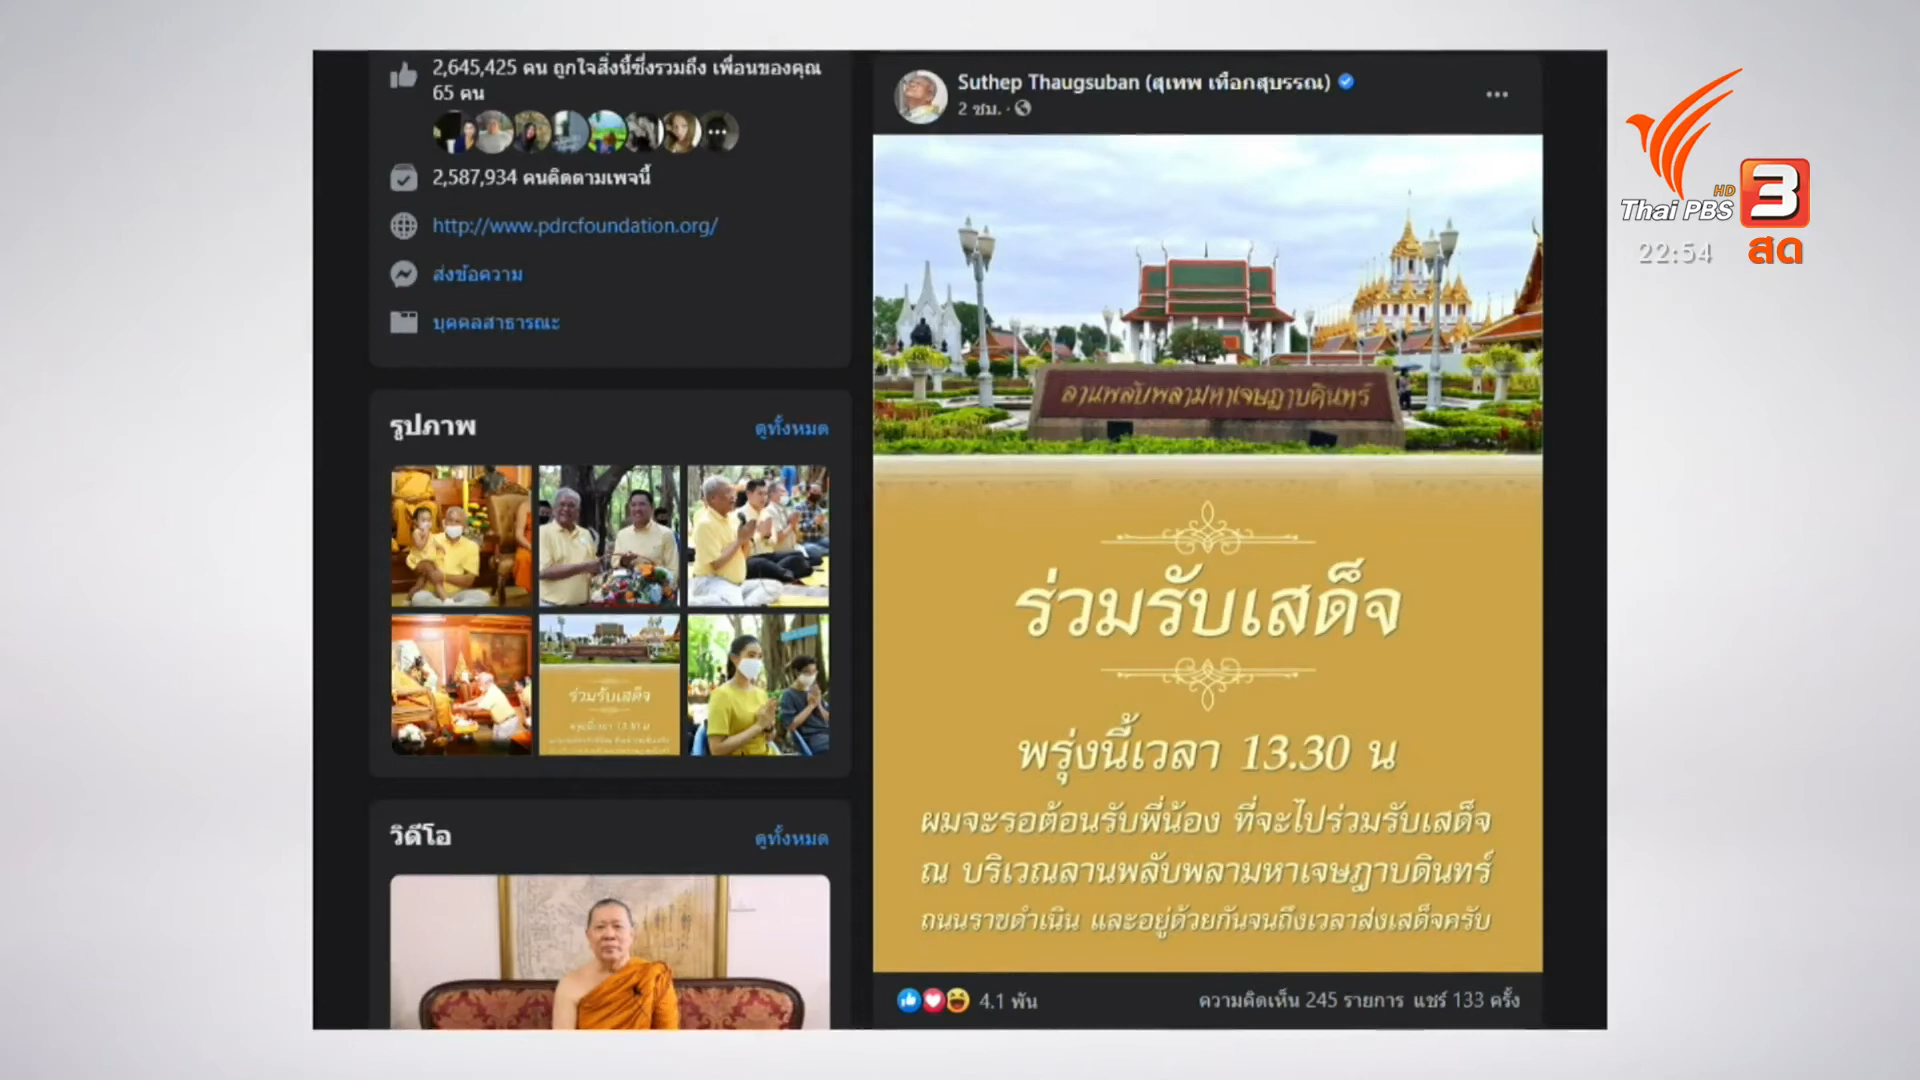 2,645,425 คน ถูกใจสิ่งนี้ซึ่งรวมถึง เพื่อนของคุณ
65 คน
2,587,934 คนติดตามเพจนี้
http://www.pdrcfoundation.org/
ส่งข้อความ
บุคคลสาธารณะ
รูปภาพ
ดูทั้งหมด
ร่วมรับเสด็จ
พรุ่งนี้เวลา 13.30 น
วิดีโอ
ดูทั้งหมด
Suthep Thaugsuban (สุเทพ เทือกสุบรรณ)
2 ชม. ·
ลานพลับพลามหาเจษฎาบดินทร์
ร่วมรับเสด็จ
พรุ่งนี้เวลา 13.30 น
ผมจะรอต้อนรับพี่น้อง ที่จะไปร่วมรับเสด็จ
ณ บริเวณลานพลับพลามหาเจษฎาบดินทร์
ถนนราชดำเนิน และอยู่ด้วยกันจนถึงเวลาส่งเสด็จครับ
4.1 พัน
ความคิดเห็น 245 รายการ แชร์ 133 ครั้ง
HD
Thai PBS 3
22:54 สด